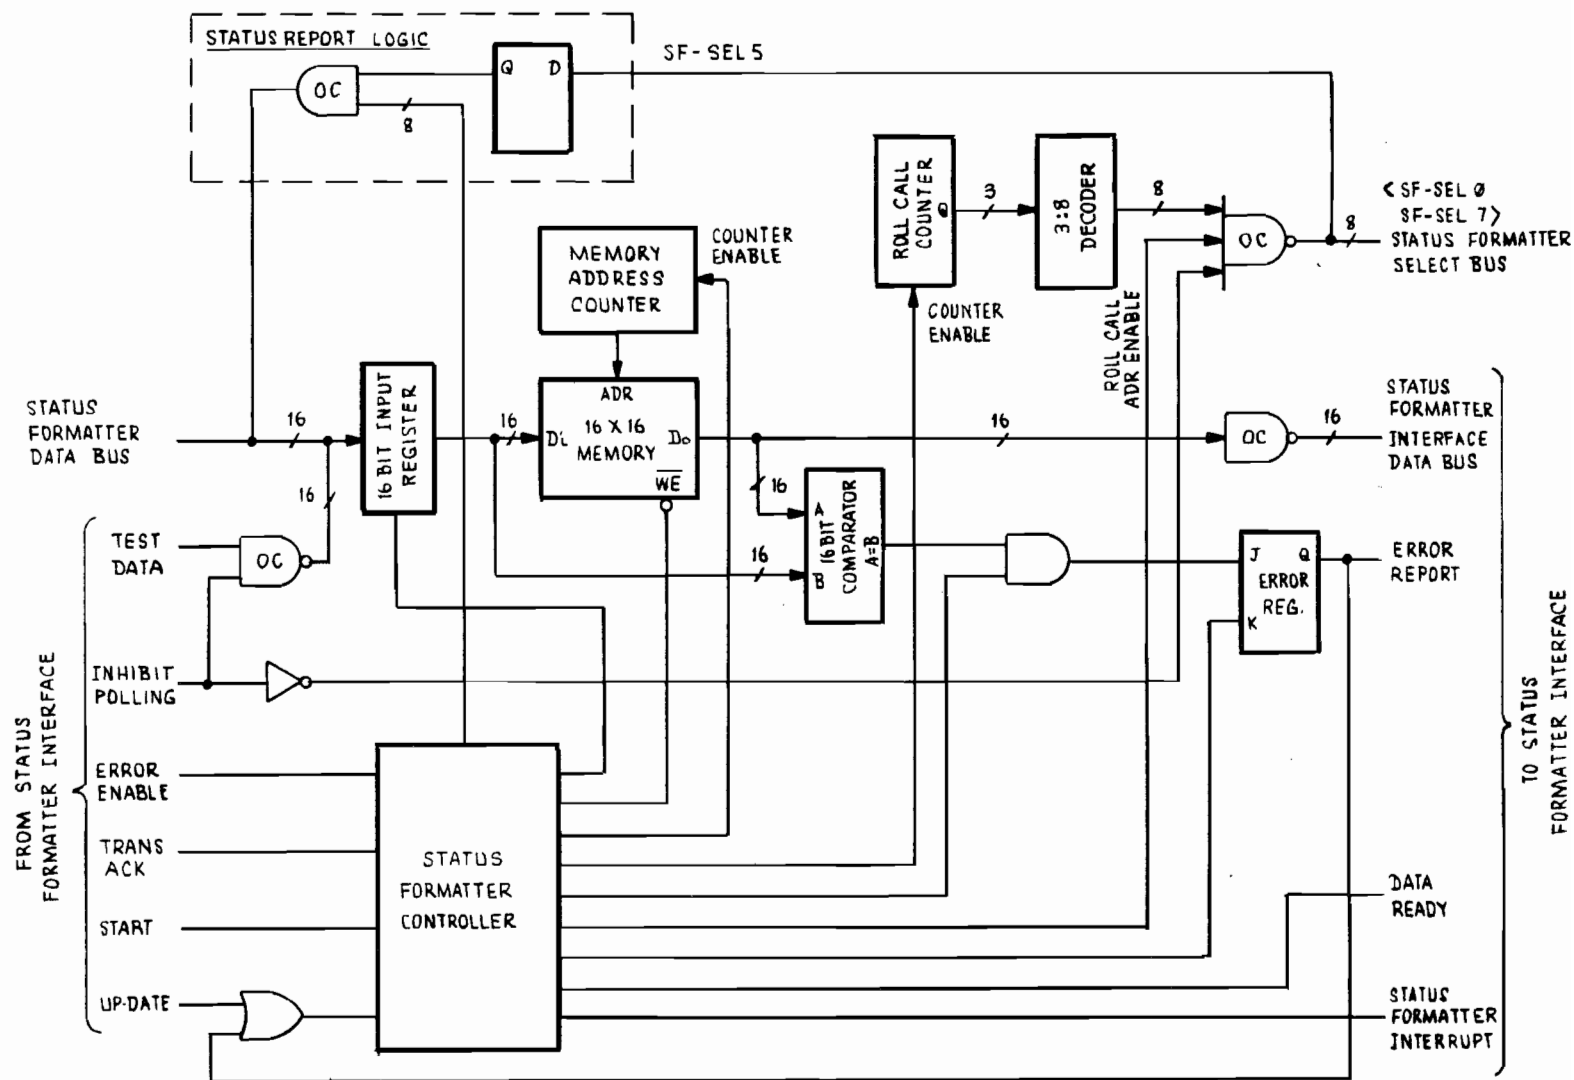 STATUS REPORT LOGIC
OC
8
Q D
SF-SEL 5
ROLL CALL
COUNTER
Q
3
3:8
DECODER
8
OC
8
< SF-SEL 0
SF-SEL 7 >
STATUS FORMATTER
SELECT BUS
COUNTER
ENABLE
MEMORY
ADDRESS
COUNTER
COUNTER
ENABLE
ROLL CALL
ADR ENABLE
STATUS
FORMATTER
DATA BUS
16
16
16 BIT INPUT
REGISTER
16
ADR
Di 16 X 16 Do
MEMORY
WE
16
16
16
A
B
16 BIT
COMPARATOR
A=B
OC
16
STATUS
FORMATTER
INTERFACE
DATA BUS
TEST
DATA
OC
J Q
ERROR
REG.
K
ERROR
REPORT
INHIBIT
POLLING
FROM STATUS
FORMATTER INTERFACE
TO STATUS
FORMATTER INTERFACE
ERROR
ENABLE
TRANS
ACK
START
UP-DATE
STATUS
FORMATTER
CONTROLLER
DATA
READY
STATUS
FORMATTER
INTERRUPT